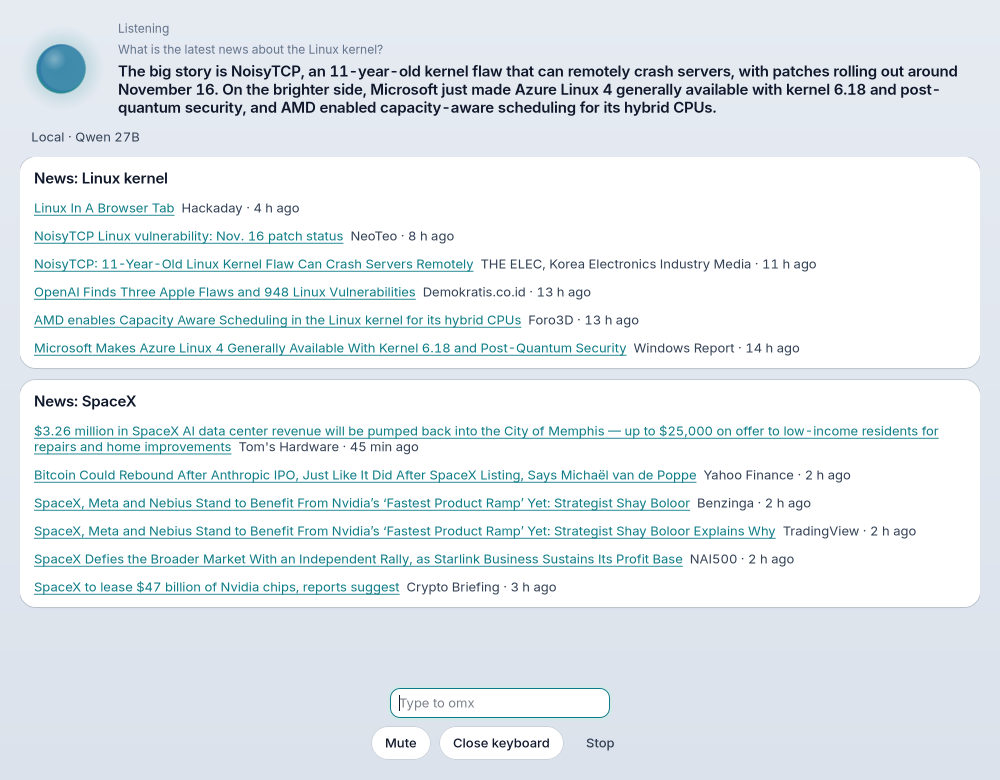 Listening
What is the latest news about the Linux kernel?
The big story is NoisyTCP, an 11-year-old kernel flaw that can remotely crash servers, with patches rolling out around
November 16. On the brighter side, Microsoft just made Azure Linux 4 generally available with kernel 6.18 and post-
quantum security, and AMD enabled capacity-aware scheduling for its hybrid CPUs.
Local · Qwen 27B
News: Linux kernel
Linux In A Browser Tab Hackaday · 4 h ago
NoisyTCP Linux vulnerability: Nov. 16 patch status NeoTeo · 8 h ago
NoisyTCP: 11-Year-Old Linux Kernel Flaw Can Crash Servers Remotely THE ELEC, Korea Electronics Industry Media · 11 h ago
OpenAI Finds Three Apple Flaws and 948 Linux Vulnerabilities Demokratis.co.id · 13 h ago
AMD enables Capacity Aware Scheduling in the Linux kernel for its hybrid CPUs Foro3D · 13 h ago
Microsoft Makes Azure Linux 4 Generally Available With Kernel 6.18 and Post-Quantum Security Windows Report · 14 h ago
News: SpaceX
$3.26 million in SpaceX AI data center revenue will be pumped back into the City of Memphis — up to $25,000 on offer to low-income residents for
repairs and home improvements Tom's Hardware · 45 min ago
Bitcoin Could Rebound After Anthropic IPO, Just Like It Did After SpaceX Listing, Says Michaël van de Poppe Yahoo Finance · 2 h ago
SpaceX, Meta and Nebius Stand to Benefit From Nvidia’s ‘Fastest Product Ramp’ Yet: Strategist Shay Boloor Benzinga · 2 h ago
SpaceX, Meta and Nebius Stand to Benefit From Nvidia’s ‘Fastest Product Ramp’ Yet: Strategist Shay Boloor Explains Why TradingView · 2 h ago
SpaceX Defies the Broader Market With an Independent Rally, as Starlink Business Sustains Its Profit Base NAI500 · 2 h ago
SpaceX to lease $47 billion of Nvidia chips, reports suggest Crypto Briefing · 3 h ago
Type to omx
Mute Close keyboard Stop